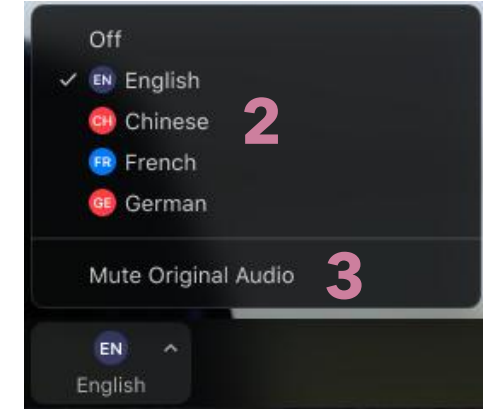 Off
EN English
CH Chinese
2
FR French
GE German
Mute Original Audio 3
EN
English